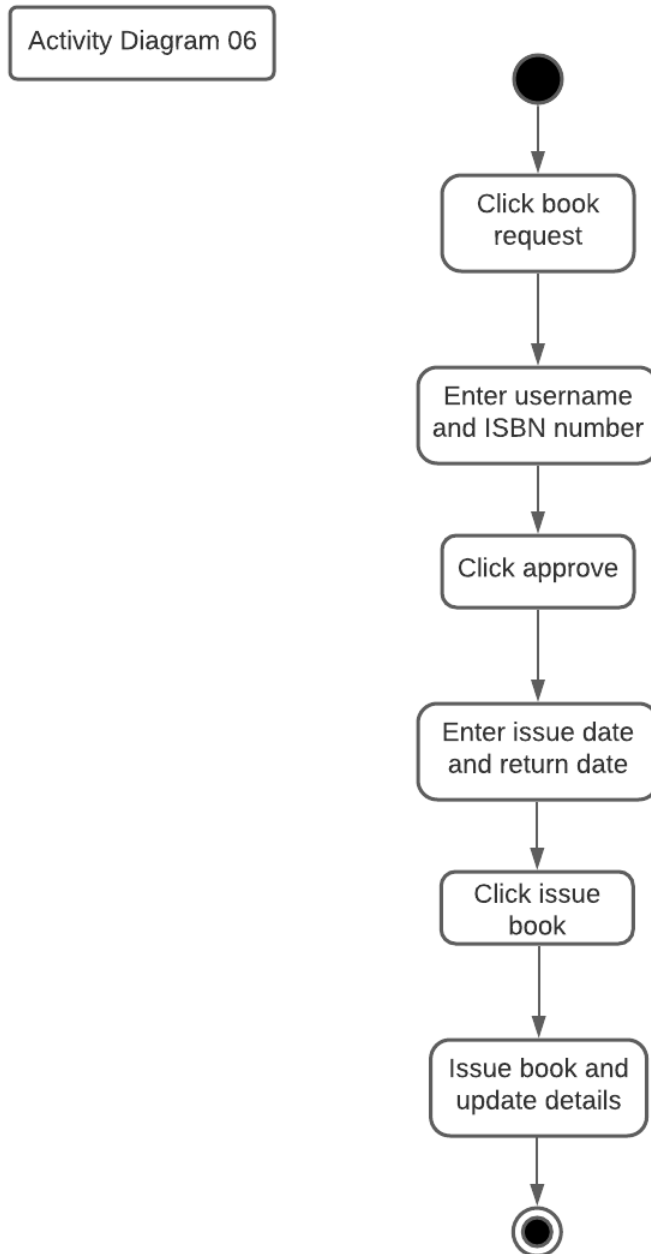 Activity Diagram 06
Click book
request
Enter username
and ISBN number
Click approve
Enter issue date
and return date
Click issue
book
Issue book and
update details